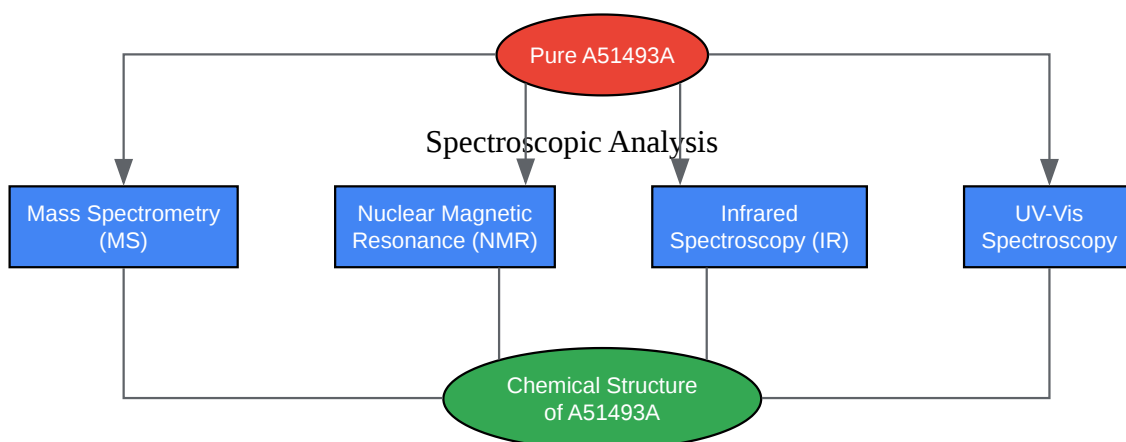 Pure A51493A
Spectroscopic Analysis
Mass Spectrometry
(MS)
Nuclear Magnetic
Resonance (NMR)
Infrared
Spectroscopy (IR)
UV-Vis
Spectroscopy
Chemical Structure
of A51493A